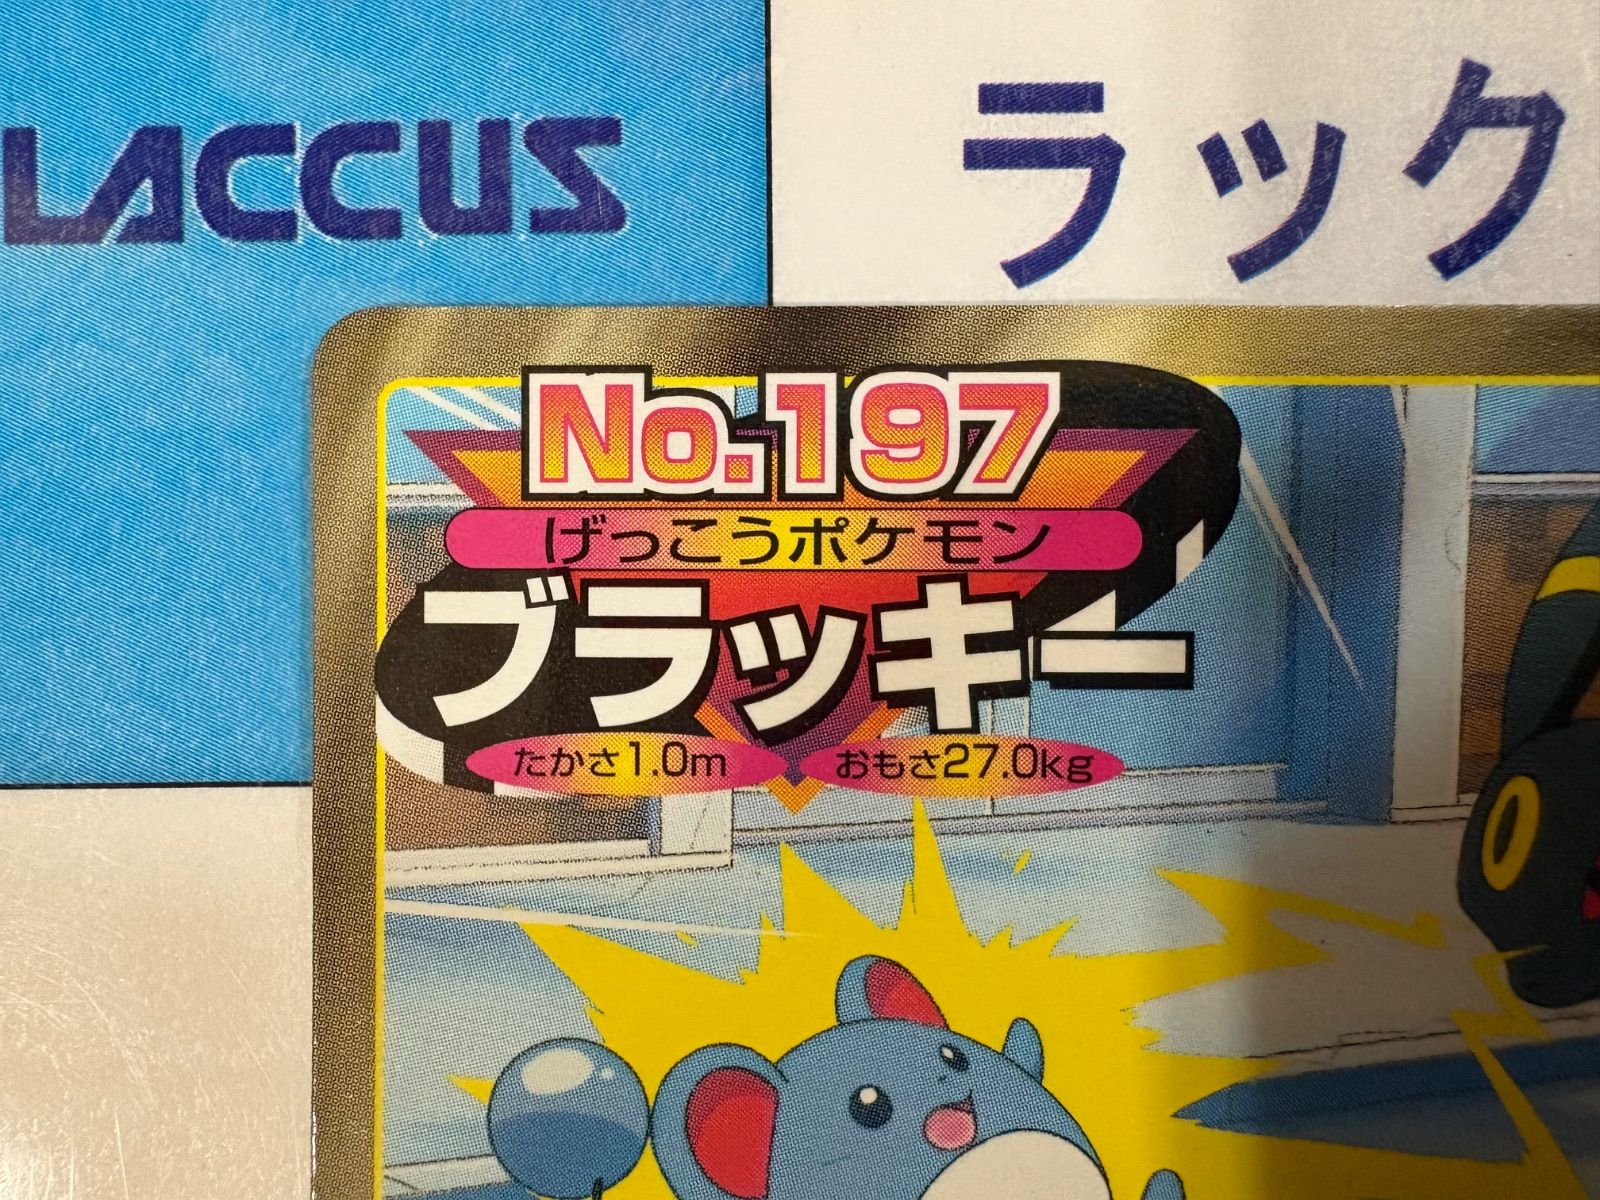 LACCUS
ラック
No.197
げっこうポケモン
ブラッキー
たかさ1.0m
おもさ27.0kg